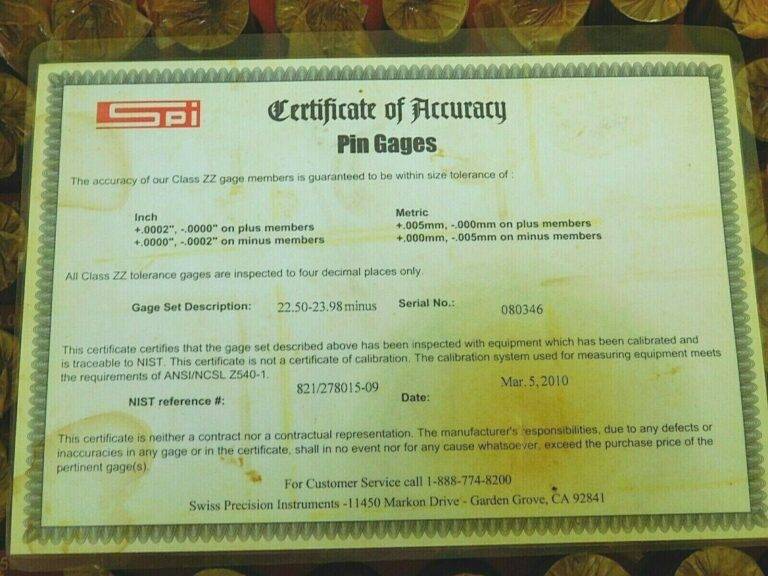 SPI
Certificate of Accuracy
Pin Gages
The accuracy of our Class ZZ gage members is guaranteed to be within size tolerance of :
Inch
+.0002", -.0000" on plus members
+.0000", -.0002" on minus members
Metric
+.005mm, -.000mm on plus members
+.000mm, -.005mm on minus members
All Class ZZ tolerance gages are inspected to four decimal places only.
Gage Set Description: 22.50-23.98 minus Serial No.: 080346
This certificate certifies that the gage set described above has been inspected with equipment which has been calibrated and
is traceable to NIST. This certificate is not a certificate of calibration. The calibration system used for measuring equipment meets
the requirements of ANSI/NCSL Z540-1.
NIST reference #: 821/278015-09 Date: Mar. 5, 2010
This certificate is neither a contract nor a contractual representation. The manufacturer's responsibilities, due to any defects or
inaccuracies in any gage or in the certificate, shall in no event nor for any cause whatsoever, exceed the purchase price of the
pertinent gage(s).
For Customer Service call 1-888-774-8200
Swiss Precision Instruments -11450 Markon Drive - Garden Grove, CA 92841